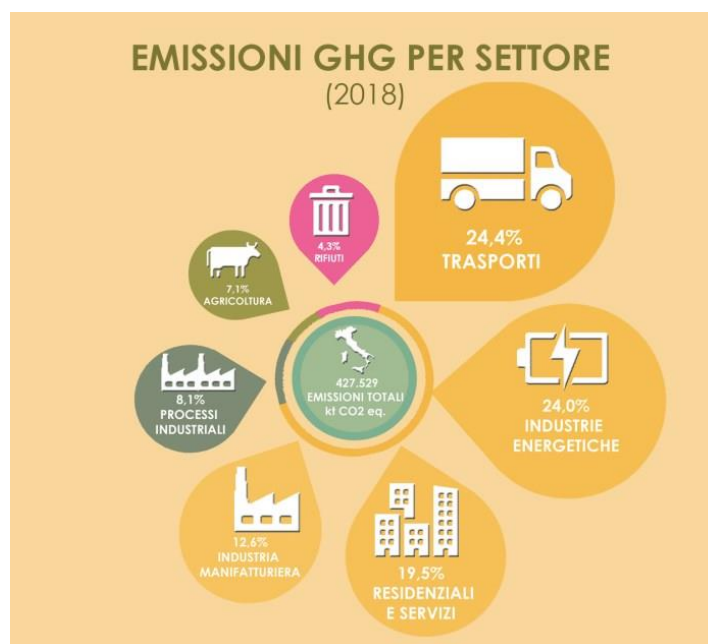 EMISSIONI GHG PER SETTORE
(2018)
24,4%
TRASPORTI
24,0%
INDUSTRIE
ENERGETICHE
19,5%
RESIDENZIALI
E SERVIZI
12,6%
INDUSTRIA
MANIFATTURIERA
8,1%
PROCESSI
INDUSTRIALI
7,1%
AGRICOLTURA
4,3%
RIFIUTI
427.529
EMISSIONI TOTALI
kt CO2 eq.